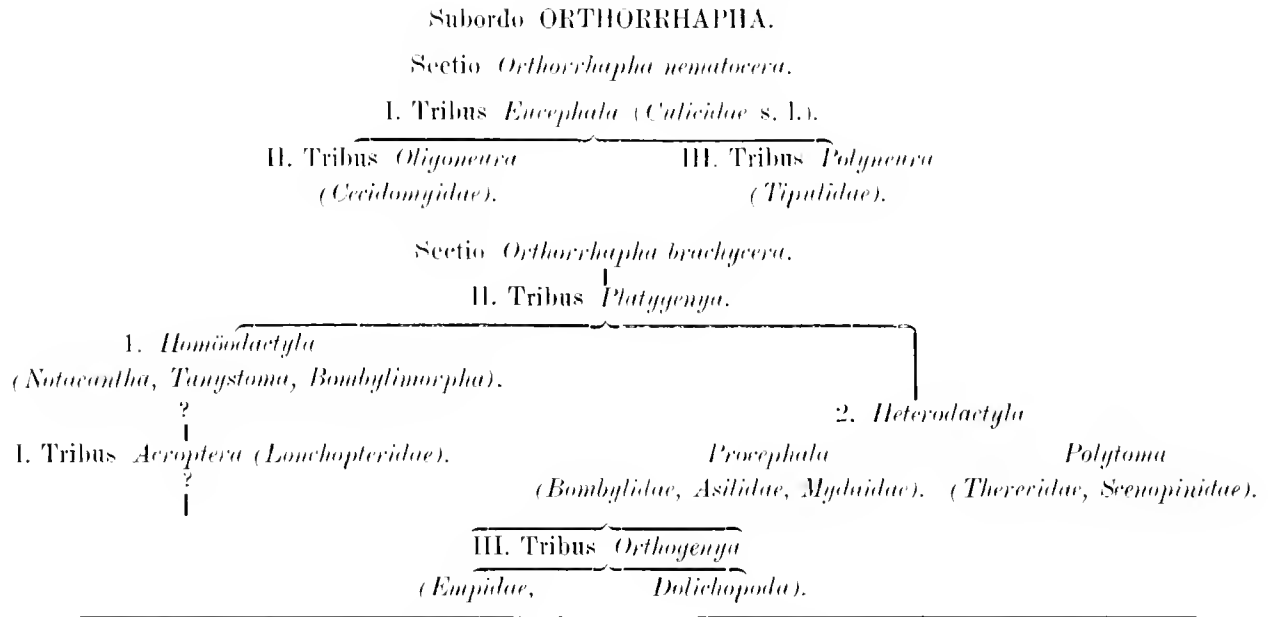 Subordo ORTHORRHAPHA.
Sectio Orthorrhapha nematocera.
I. Tribus Eucephala (Culicidae s. l.).
II. Tribus Oligoneura III. Tribus Polyneura
(Cecidomyidae). (Tipulidae).
Sectio Orthorrhapha brachycera.
II. Tribus Platygenya.
1. Homöodactyla
(Notacantha, Tanystoma, Bombylimorpha).
?
2. Heterodactyla
I. Tribus Acroptera (Lonchopteridae). Procephala Polytoma
?
(Bombylidae, Asilidae, Mydaidae). (Therevidae, Scenopinidae).
III. Tribus Orthogenya
(Empidae, Dolichopoda).